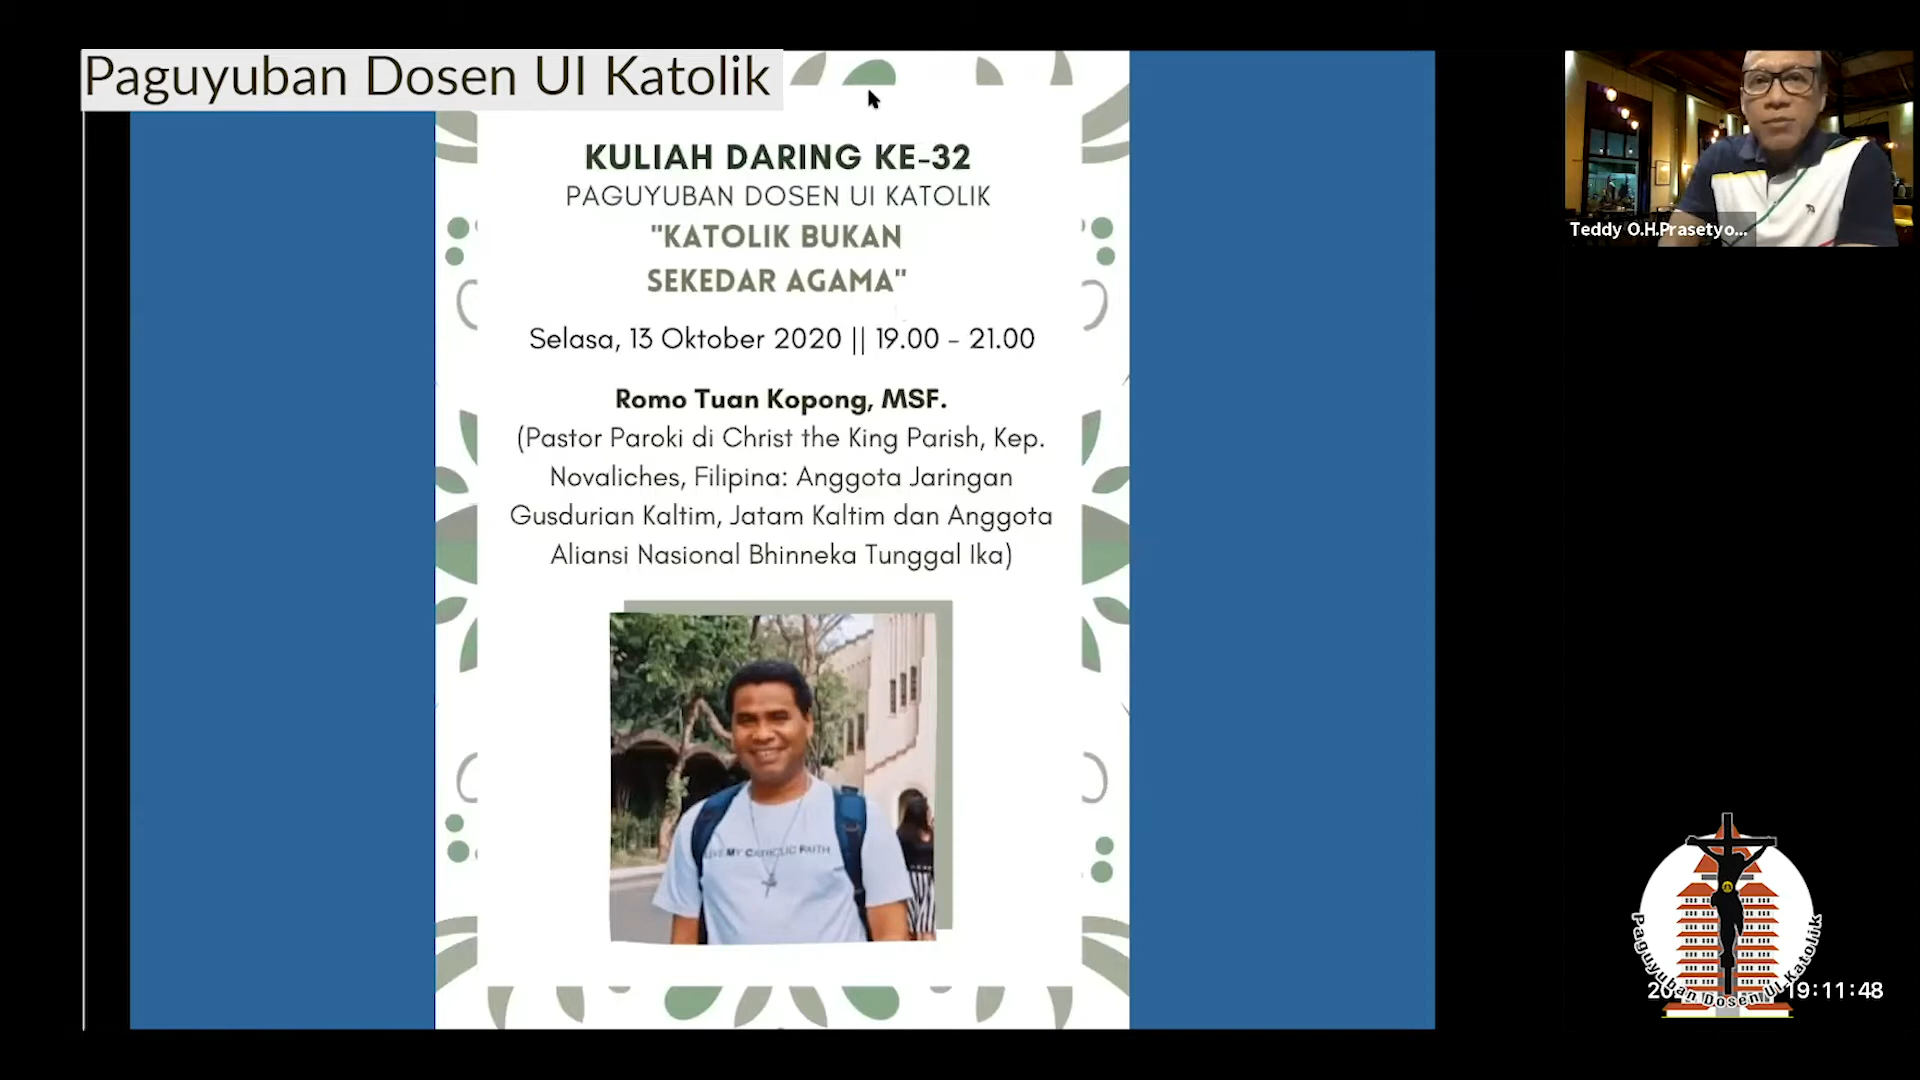 Paguyuban Dosen UI Katolik
KULIAH DARING KE-32
PAGUYUBAN DOSEN UI KATOLIK
"KATOLIK BUKAN
SEKEDAR AGAMA"
Selasa, 13 Oktober 2020 || 19.00 - 21.00
Romo Tuan Kopong, MSF.
(Pastor Paroki di Christ the King Parish, Kep.
Novaliches, Filipina: Anggota Jaringan
Gusdurian Kaltim, Jatam Kaltim dan Anggota
Aliansi Nasional Bhinneka Tunggal Ika)
MY CATHOLIC FAITH
Teddy O.H.Prasetyo...
Paguyuban Dosen UI Katolik
19:11:48